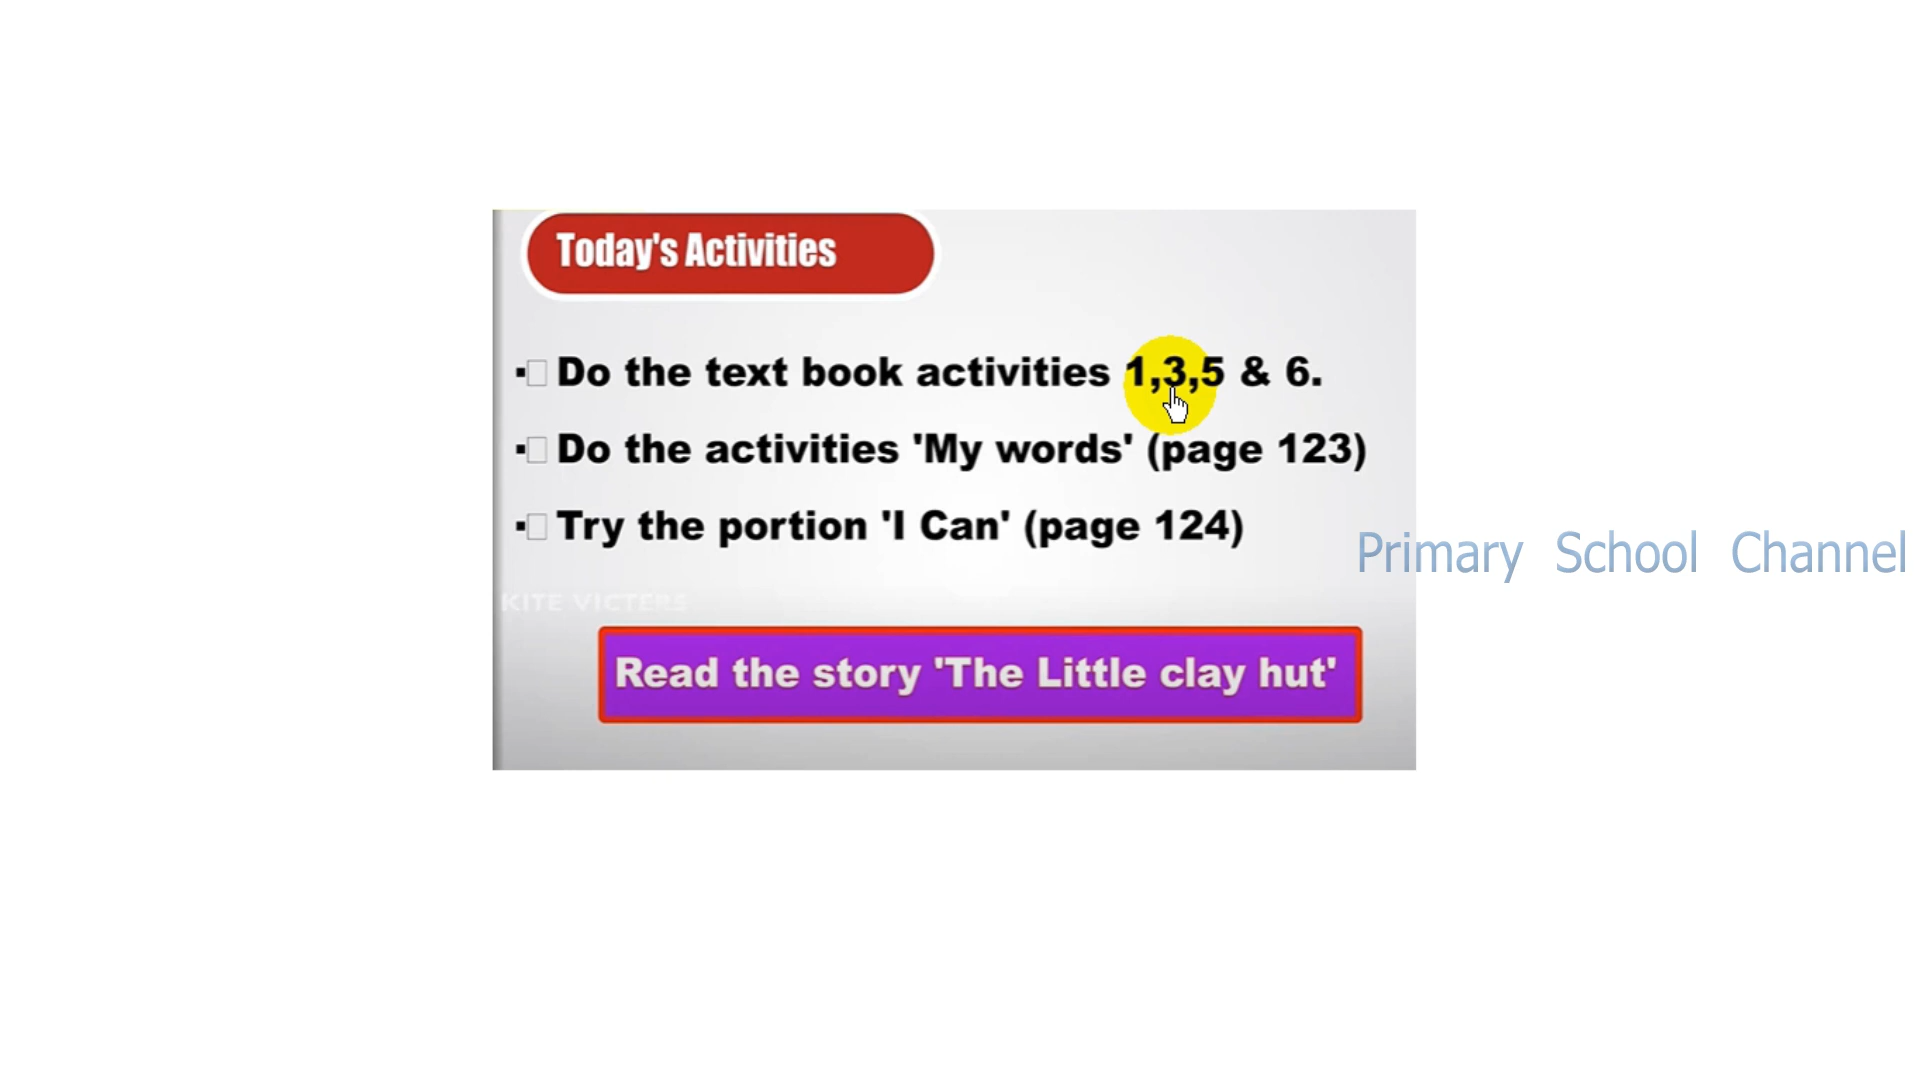 Today's Activities
Do the text book activities 1,3,5 & 6.
Do the activities 'My words' (page 123)
Try the portion 'I Can' (page 124)
Primary School Channel
KITE VICTERS
Read the story 'The Little clay hut'